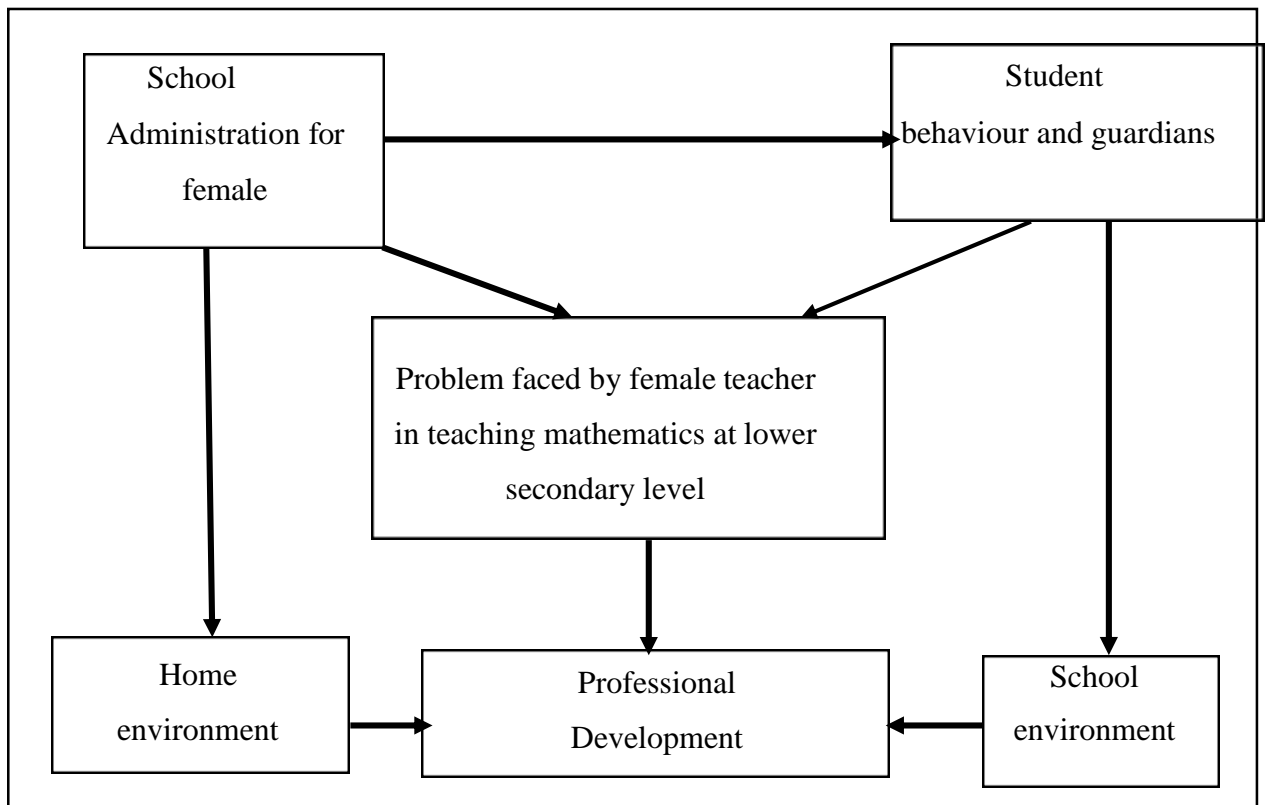 School
Administration for
female
Student
behaviour and guardians
Problem faced by female teacher
in teaching mathematics at lower
secondary level
Home
environment
Professional
Development
School
environment